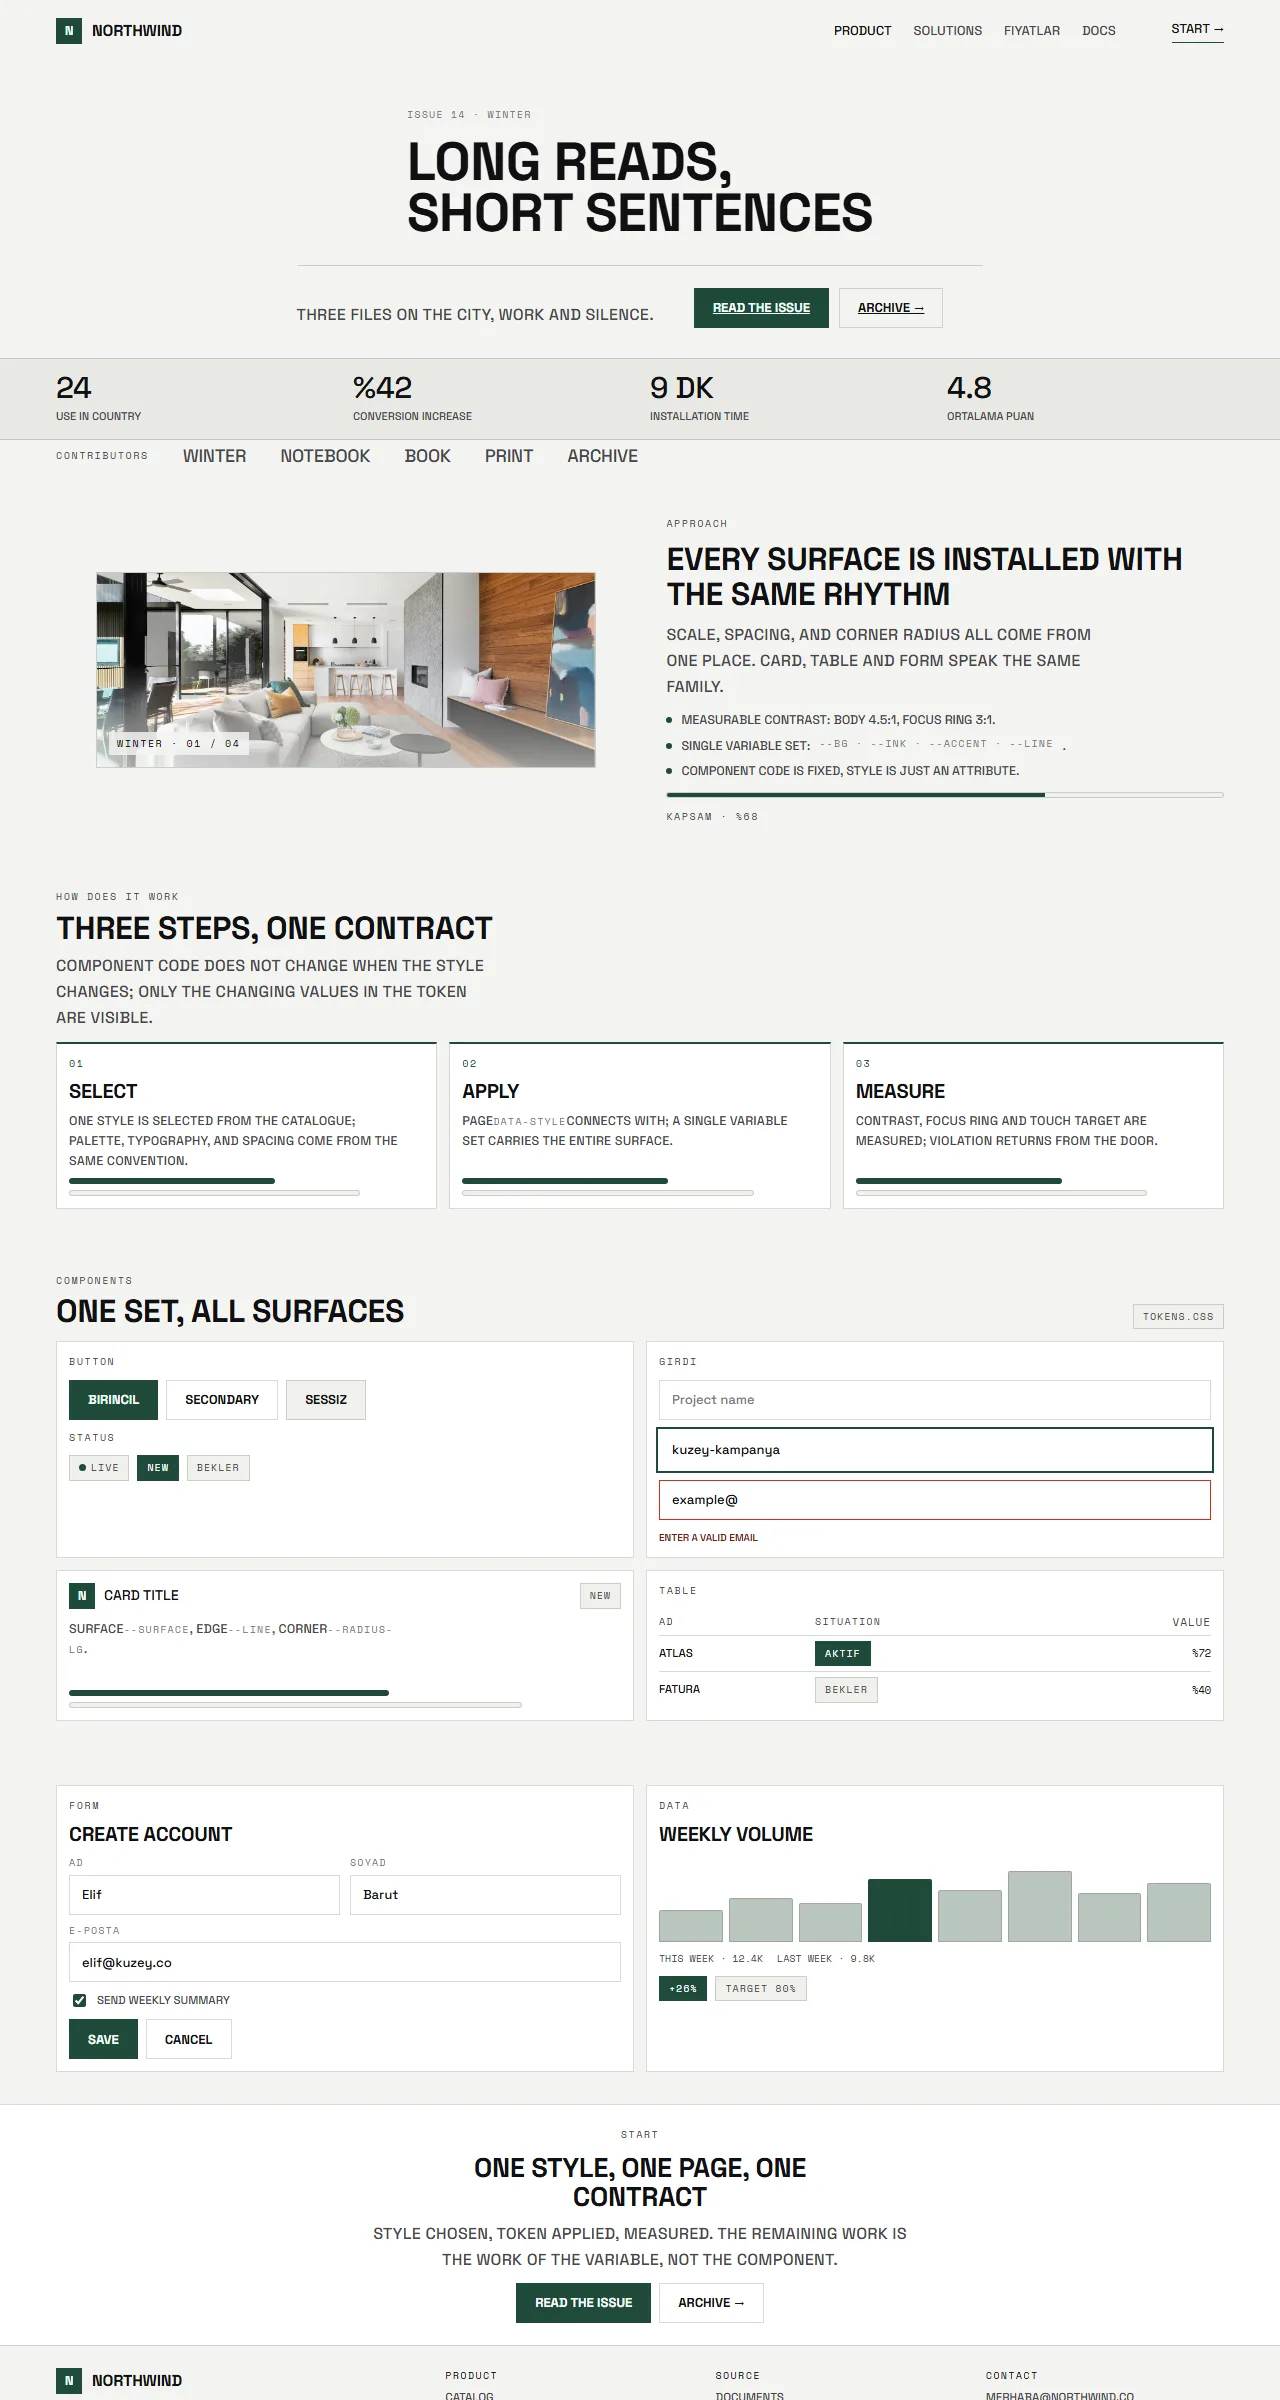 N NORTHWIND
PRODUCT SOLUTIONS FIYATLAR DOCS START →
ISSUE 14 · WINTER
LONG READS,
SHORT SENTENCES
THREE FILES ON THE CITY, WORK AND SILENCE.
READ THE ISSUE ARCHIVE →
24 %42 9 DK 4.8
USE IN COUNTRY CONVERSION INCREASE INSTALLATION TIME ORTALAMA PUAN
CONTRIBUTORS WINTER NOTEBOOK BOOK PRINT ARCHIVE
WINTER · 01 / 04
APPROACH
EVERY SURFACE IS INSTALLED WITH
THE SAME RHYTHM
SCALE, SPACING, AND CORNER RADIUS ALL COME FROM
ONE PLACE. CARD, TABLE AND FORM SPEAK THE SAME
FAMILY.
MEASURABLE CONTRAST: BODY 4.5:1, FOCUS RING 3:1.
SINGLE VARIABLE SET: --BG · --INK · --ACCENT · --LINE .
COMPONENT CODE IS FIXED, STYLE IS JUST AN ATTRIBUTE.
KAPSAM · %68
HOW DOES IT WORK
THREE STEPS, ONE CONTRACT
COMPONENT CODE DOES NOT CHANGE WHEN THE STYLE
CHANGES; ONLY THE CHANGING VALUES IN THE TOKEN
ARE VISIBLE.
01
SELECT
ONE STYLE IS SELECTED FROM THE CATALOGUE;
PALETTE, TYPOGRAPHY, AND SPACING COME FROM THE
SAME CONVENTION.
02
APPLY
PAGEDATA-STYLECONNECTS WITH; A SINGLE VARIABLE
SET CARRIES THE ENTIRE SURFACE.
03
MEASURE
CONTRAST, FOCUS RING AND TOUCH TARGET ARE
MEASURED; VIOLATION RETURNS FROM THE DOOR.
COMPONENTS
ONE SET, ALL SURFACES
TOKENS.CSS
BUTTON
BIRINCIL SECONDARY SESSIZ
STATUS
LIVE NEW BEKLER
GIRDI
Project name
kuzey-kampanya
example@
ENTER A VALID EMAIL
N CARD TITLE NEW
SURFACE--SURFACE, EDGE--LINE, CORNER--RADIUS-
LG.
TABLE
AD SITUATION VALUE
ATLAS AKTIF %72
FATURA BEKLER %40
FORM
CREATE ACCOUNT
AD SOYAD
Elif Barut
E-POSTA
elif@kuzey.co
SEND WEEKLY SUMMARY
SAVE CANCEL
DATA
WEEKLY VOLUME
THIS WEEK · 12.4K LAST WEEK · 9.8K
+26% TARGET 80%
START
ONE STYLE, ONE PAGE, ONE
CONTRACT
STYLE CHOSEN, TOKEN APPLIED, MEASURED. THE REMAINING WORK IS
THE WORK OF THE VARIABLE, NOT THE COMPONENT.
READ THE ISSUE ARCHIVE →
N NORTHWIND
PRODUCT SOURCE CONTACT
CATALOG DOCUMENTS MERHABA@NORTHWIND.CO